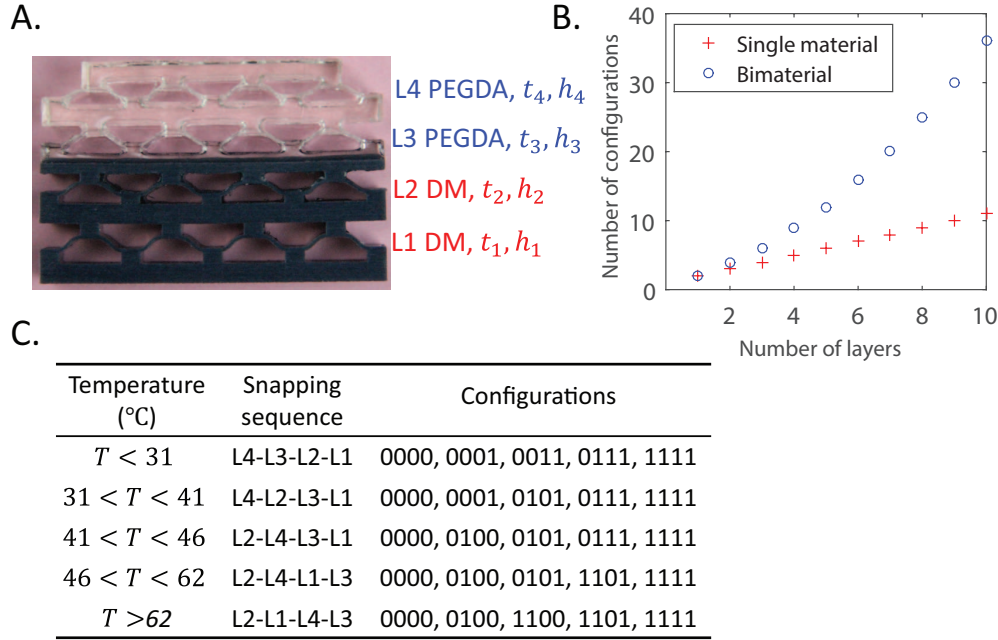 A.
L4 PEGDA, t₄, h₄
L3 PEGDA, t₃, h₃
L2 DM, t₂, h₂
L1 DM, t₁, h₁
B.
Number of configurations
40
30
20
10
0
Single material
Bimaterial
2 4 6 8 10
Number of layers
C.
Temperature (℃) Snapping sequence Configurations
T < 31 L4-L3-L2-L1 0000, 0001, 0011, 0111, 1111
31 < T < 41 L4-L2-L3-L1 0000, 0001, 0101, 0111, 1111
41 < T < 46 L2-L4-L3-L1 0000, 0100, 0101, 0111, 1111
46 < T < 62 L2-L4-L1-L3 0000, 0100, 0101, 1101, 1111
T >62 L2-L1-L4-L3 0000, 0100, 1100, 1101, 1111